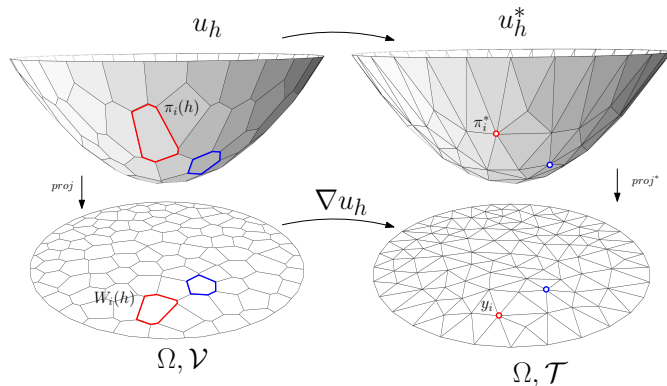 u_h
u_h^*
π_i(h)
π_i^*
proj
proj*
∇u_h
W_i(h)
y_i
Ω, 𝒱
Ω, 𝒯